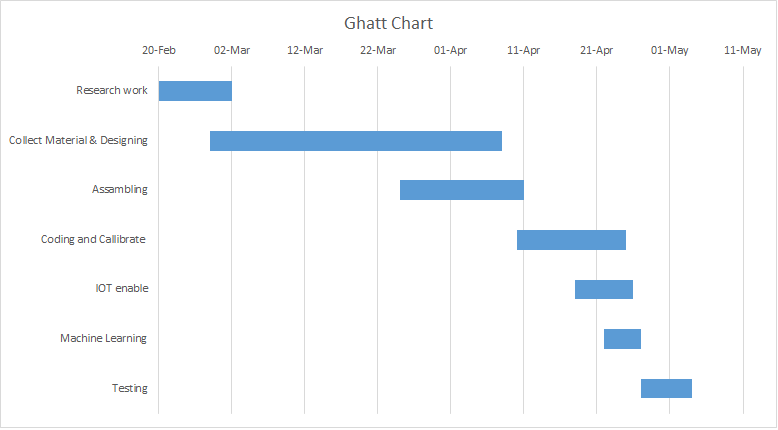 Ghatt Chart
20-Feb 02-Mar 12-Mar 22-Mar 01-Apr 11-Apr 21-Apr 01-May 11-May
Research work
Collect Material & Designing
Assambling
Coding and Callibrate
IOT enable
Machine Learning
Testing